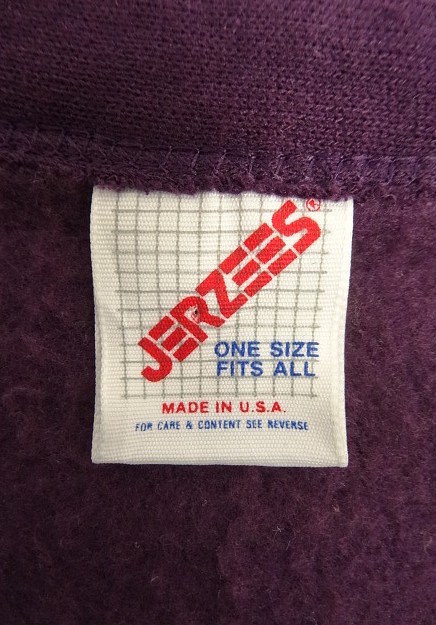 JERZEES®
ONE SIZE
FITS ALL
MADE IN U.S.A.
FOR CARE & CONTENT SEE REVERSE